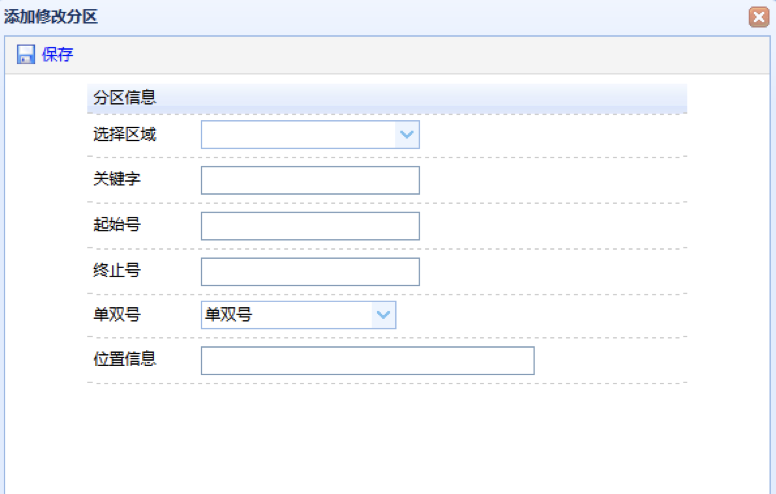 添加修改分区
保存
分区信息
选择区域
关键字
起始号
终止号
单双号 单双号
位置信息